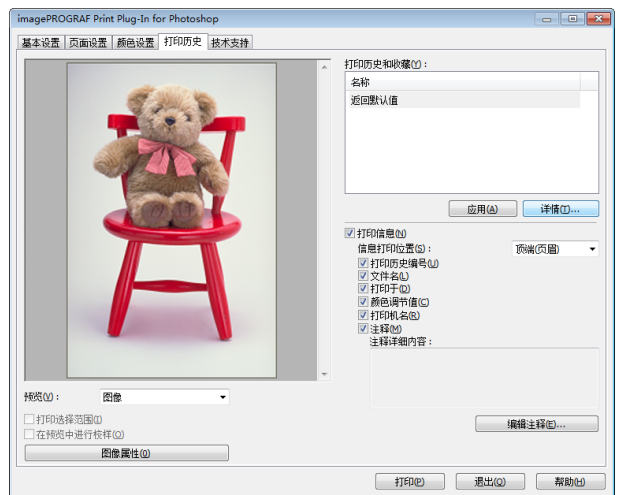 imagePROGRAF Print Plug-In for Photoshop
基本设置 页面设置 颜色设置 打印历史 技术支持
打印历史和收藏(Y)：
名称
返回默认值
应用(A) 详情(T)...
打印信息(N)
信息打印位置(S)： 顶端(页眉)
打印历史编号(U)
文件名(L)
打印于(D)
颜色调节值(C)
打印机名(R)
注释(M)
注释详细内容：
编辑注释(E)...
预览(V)： 图像
打印选择范围(I)
在预览中进行校样(O)
图像属性(0)
打印(P) 退出(Q) 帮助(H)